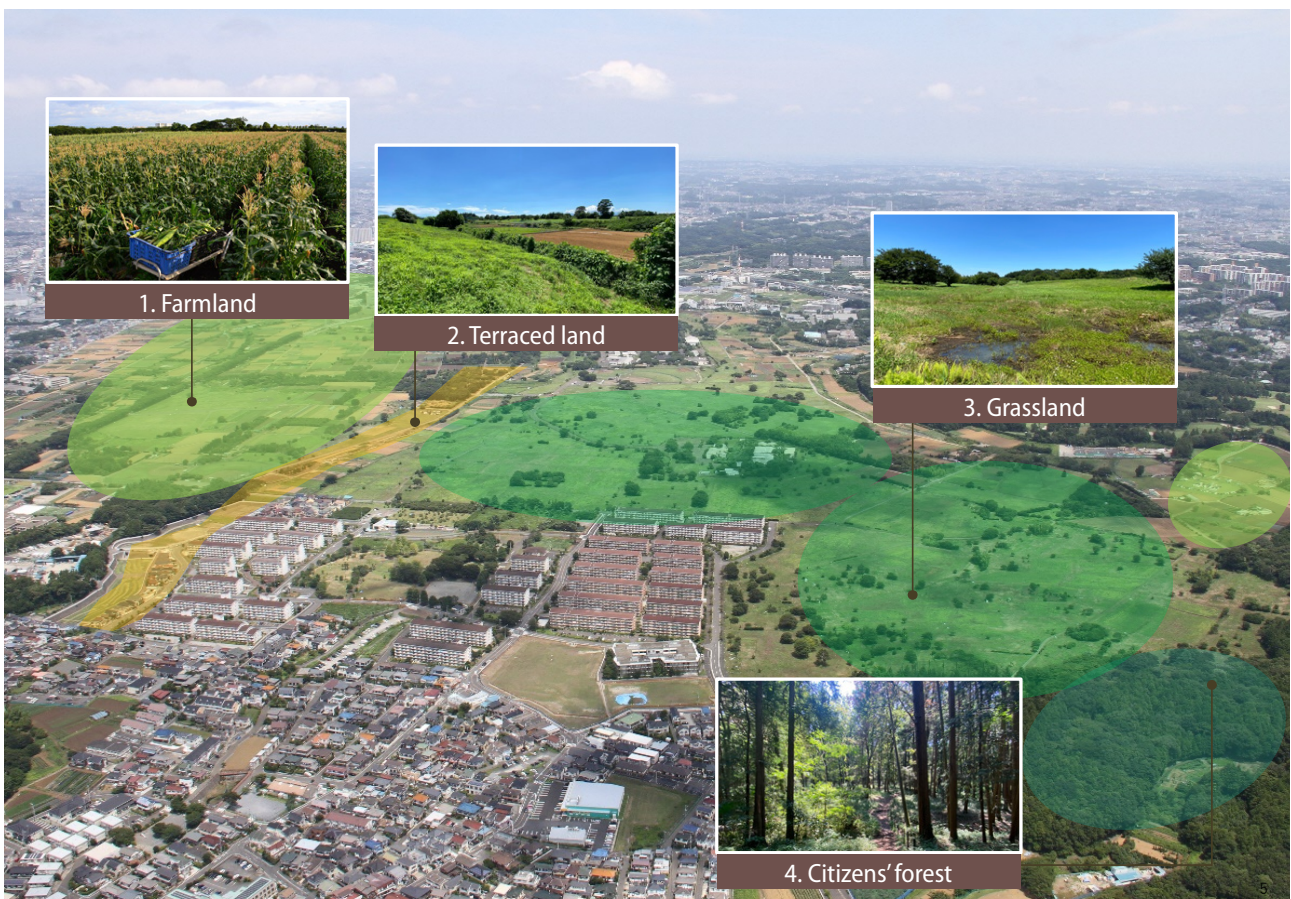 1. Farmland
2. Terraced land
3. Grassland
4. Citizens’ forest
5